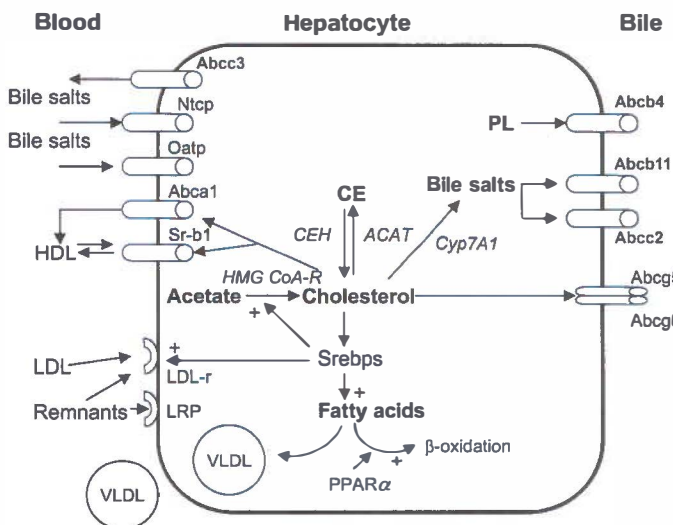 Blood
Hepatocyte
Bile
Abcc3
Bile salts
Ntcp
Bile salts
Oatp
Abca1
Sr-b1
HDL
PL
Abcb4
Abcb11
Bile salts
Abcc2
CE
CEH
ACAT
Cyp7A1
HMG CoA-R
Acetate
+
Cholesterol
Abcg5
Abcg
LDL
+
LDL-r
Srebps
Remnants
LRP
+
Fatty acids
VLDL
+
β-oxidation
PPARα
VLDL